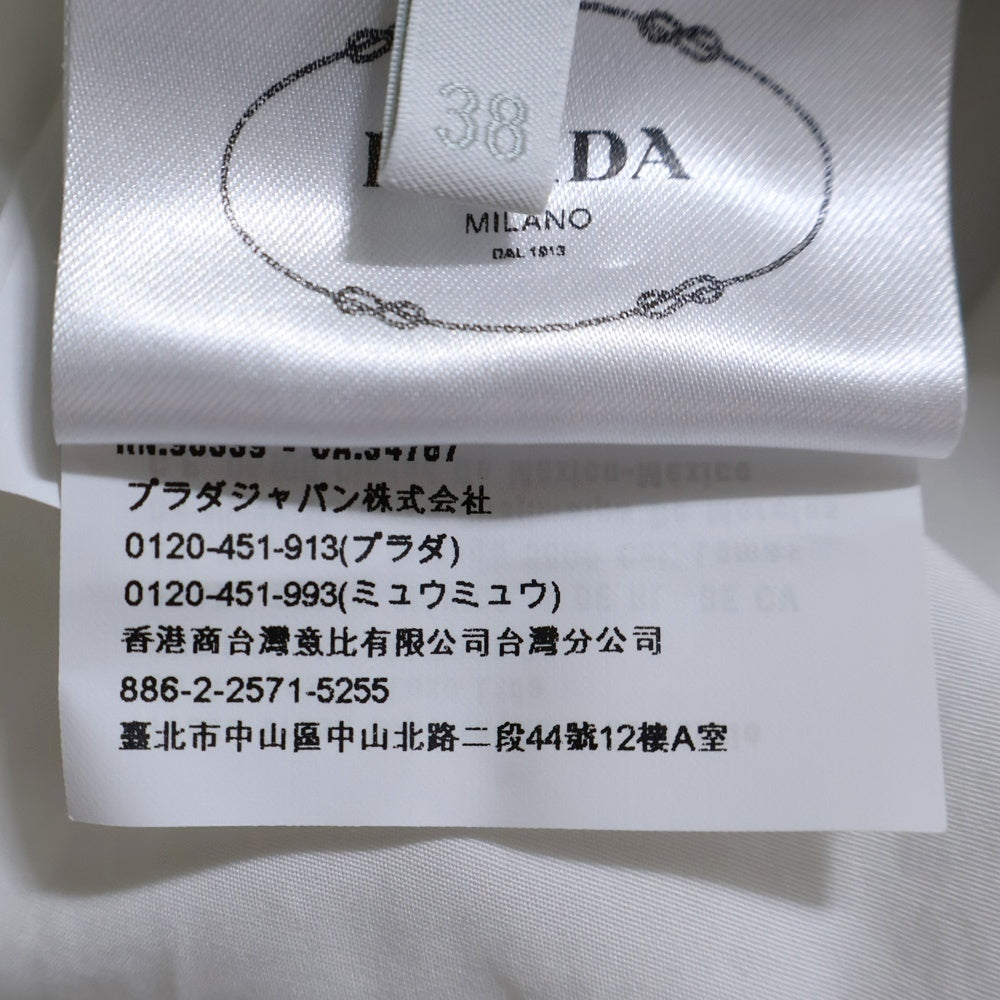 38
PRADA
MILANO
DAL 1913
プラダジャパン株式会社
0120-451-913(プラダ)
0120-451-993(ミュウミュウ)
香港商台灣意比有限公司台灣分公司
886-2-2571-5255
臺北市中山區中山北路二段44號12樓A室